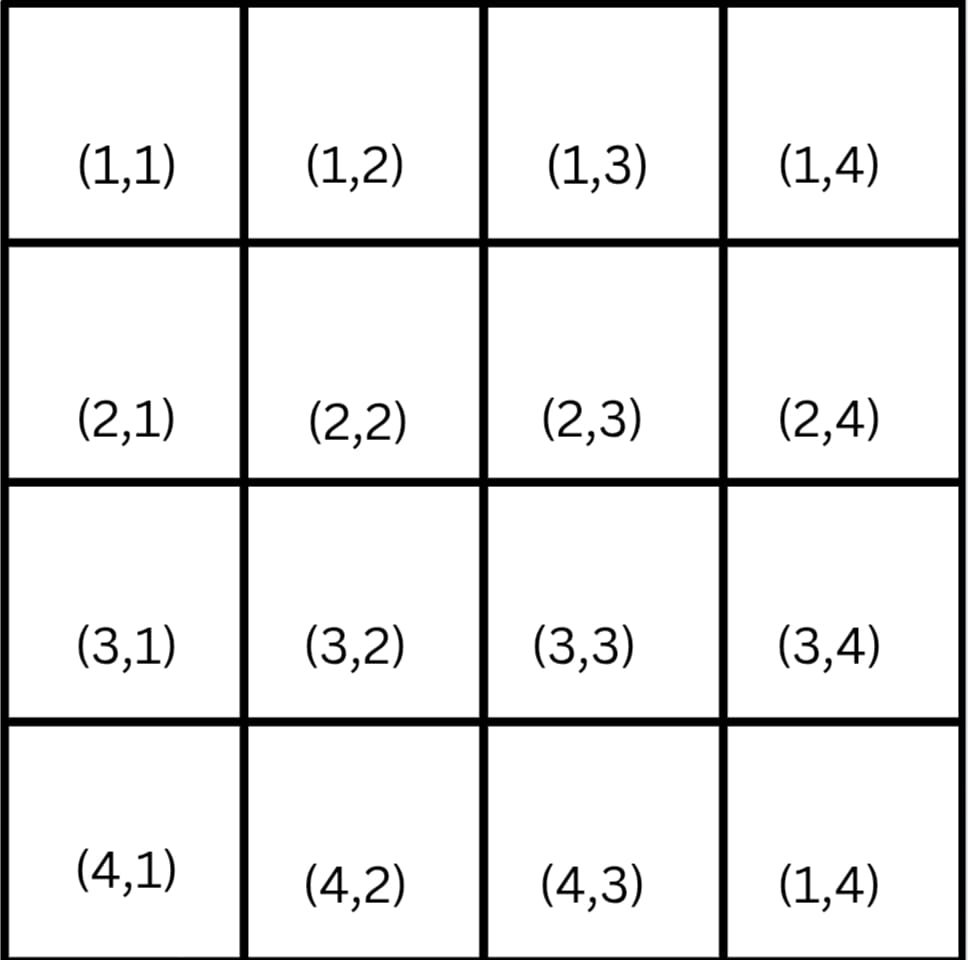 (1,1) (1,2) (1,3) (1,4)
(2,1) (2,2) (2,3) (2,4)
(3,1) (3,2) (3,3) (3,4)
(4,1) (4,2) (4,3) (1,4)